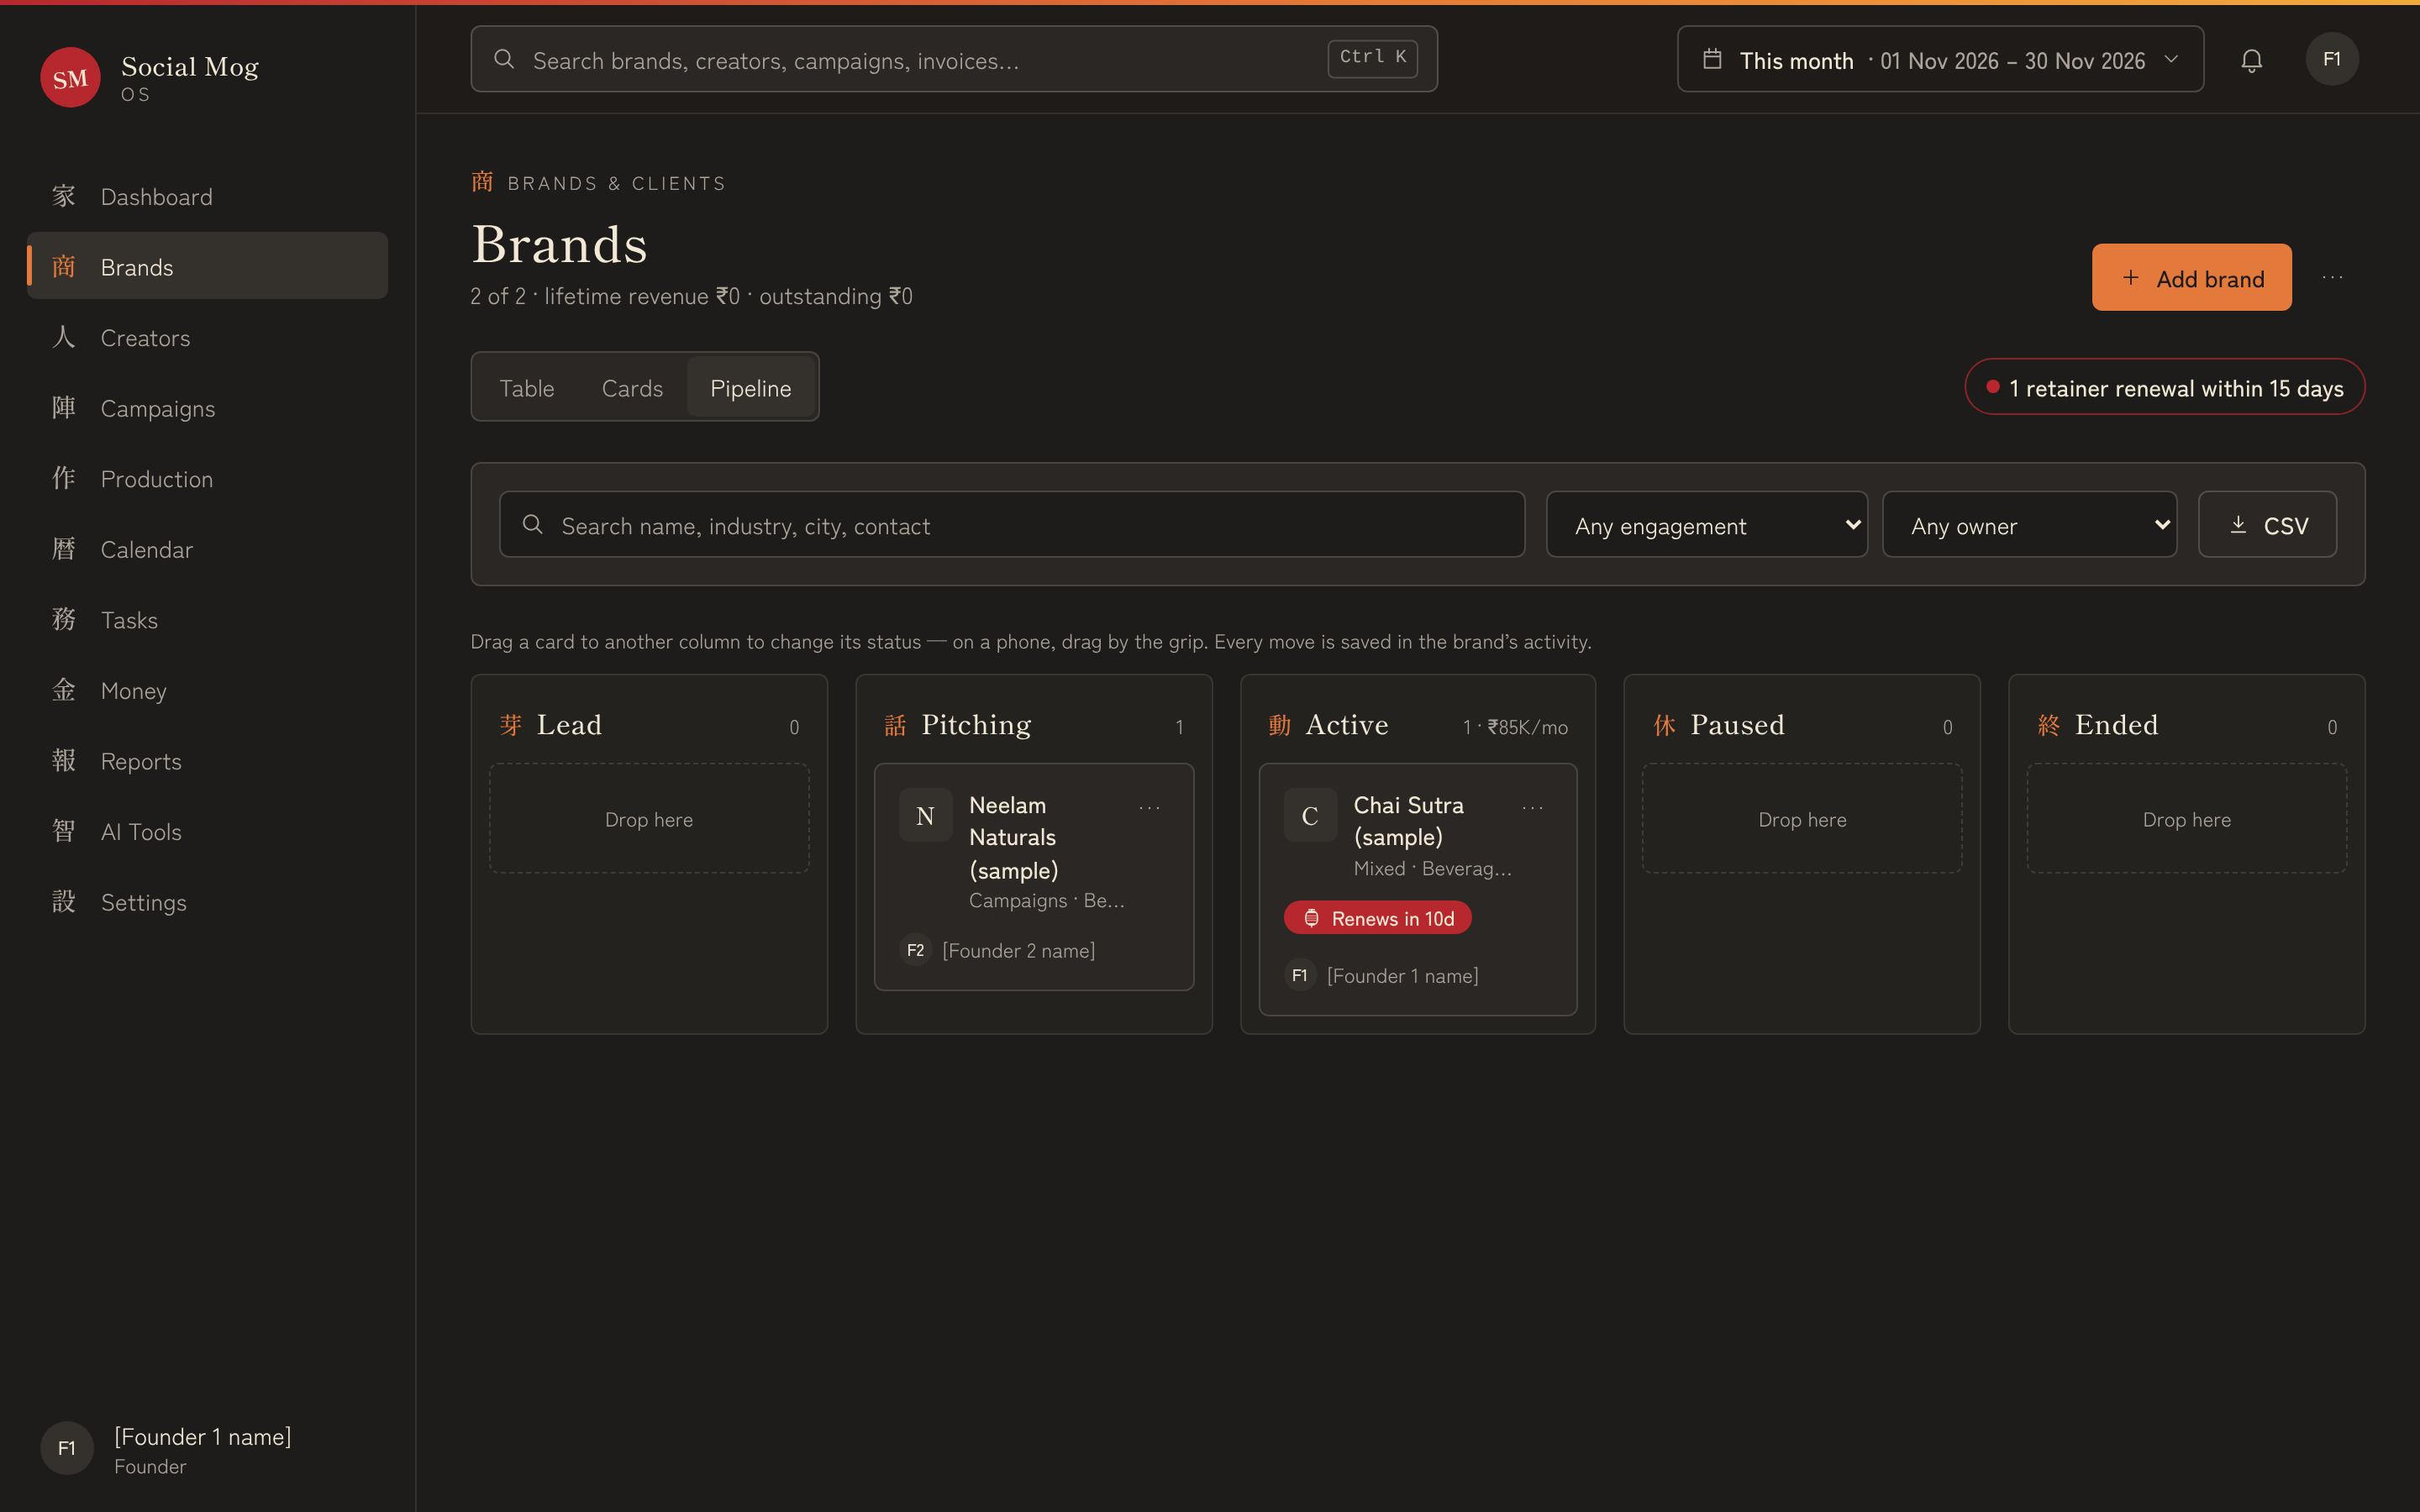 SM
Social Mog
OS
Search brands, creators, campaigns, invoices...
Ctrl K
This month · 01 Nov 2026 – 30 Nov 2026
F1
家 Dashboard
商 Brands
人 Creators
陣 Campaigns
作 Production
暦 Calendar
務 Tasks
金 Money
報 Reports
智 AI Tools
設 Settings
F1
[Founder 1 name]
Founder
商 BRANDS & CLIENTS
Brands
2 of 2 · lifetime revenue ₹0 · outstanding ₹0
+ Add brand
...
Table
Cards
Pipeline
1 retainer renewal within 15 days
Search name, industry, city, contact
Any engagement
Any owner
CSV
Drag a card to another column to change its status — on a phone, drag by the grip. Every move is saved in the brand’s activity.
芽 Lead 0
Drop here
話 Pitching 1
N
Neelam
Naturals
(sample)
...
Campaigns · Be...
F2 [Founder 2 name]
動 Active 1 · ₹85K/mo
C
Chai Sutra
(sample)
...
Mixed · Beverag...
Renews in 10d
F1 [Founder 1 name]
休 Paused 0
Drop here
終 Ended 0
Drop here